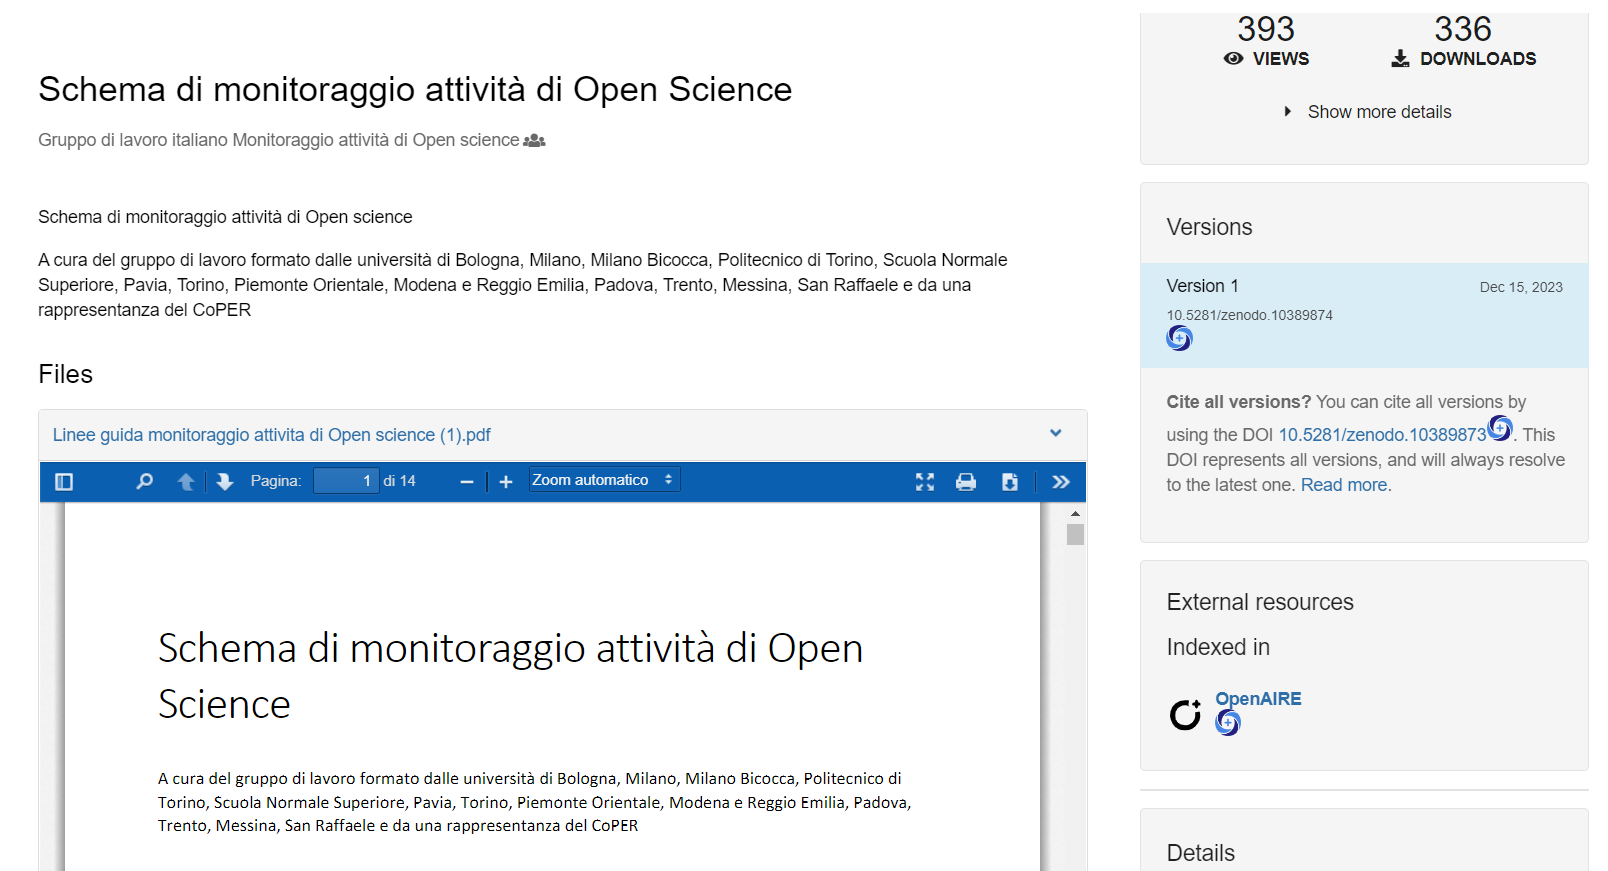 Schema di monitoraggio attività di Open Science
Gruppo di lavoro italiano Monitoraggio attività di Open science
Schema di monitoraggio attività di Open science
A cura del gruppo di lavoro formato dalle università di Bologna, Milano, Milano Bicocca, Politecnico di Torino, Scuola Normale
Superiore, Pavia, Torino, Piemonte Orientale, Modena e Reggio Emilia, Padova, Trento, Messina, San Raffaele e da una
rappresentanza del CoPER
Files
Linee guida monitoraggio attivita di Open science (1).pdf
Pagina: 1 di 14 Zoom automatico
Schema di monitoraggio attività di Open
Science
A cura del gruppo di lavoro formato dalle università di Bologna, Milano, Milano Bicocca, Politecnico di
Torino, Scuola Normale Superiore, Pavia, Torino, Piemonte Orientale, Modena e Reggio Emilia, Padova,
Trento, Messina, San Raffaele e da una rappresentanza del CoPER
393 336
VIEWS DOWNLOADS
Show more details
Versions
Version 1 Dec 15, 2023
10.5281/zenodo.10389874
Cite all versions? You can cite all versions by
using the DOI 10.5281/zenodo.10389873. This
DOI represents all versions, and will always resolve
to the latest one. Read more.
External resources
Indexed in
OpenAIRE
Details